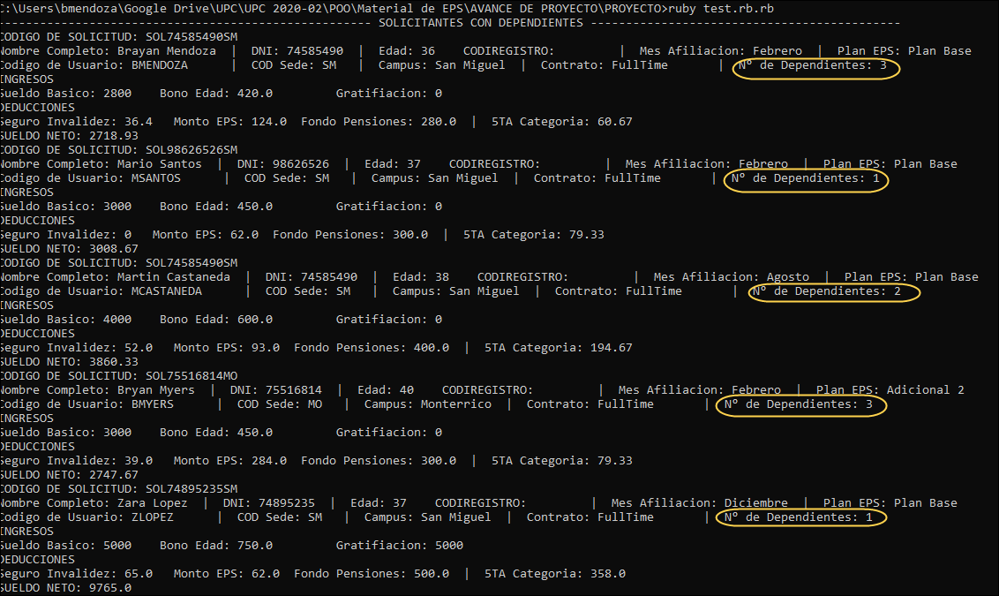 C:\Users\bmendoza\Google Drive\UPC\UPC 2020-02\POO\Material de EPS\AVANCE DE PROYECTO\PROYECTO>ruby test.rb.rb
---------------------------------------------------- SOLICITANTES CON DEPENDIENTES --------------------------------------------
CODIGO DE SOLICITUD: SOL74585490SM
Nombre Completo: Brayan Mendoza | DNI: 74585490 | Edad: 36 CODIREGISTRO: | Mes Afiliacion: Febrero | Plan EPS: Plan Base
Codigo de Usuario: BMENDOZA | COD Sede: SM | Campus: San Miguel | Contrato: FullTime | Nº de Dependientes: 3
INGRESOS
Sueldo Basico: 2800 Bono Edad: 420.0 Gratifiacion: 0
DEDUCCIONES
Seguro Invalidez: 36.4 Monto EPS: 124.0 Fondo Pensiones: 280.0 | 5TA Categoria: 60.67
SUELDO NETO: 2718.93
CODIGO DE SOLICITUD: SOL98626526SM
Nombre Completo: Mario Santos | DNI: 98626526 | Edad: 37 CODIREGISTRO: | Mes Afiliacion: Febrero | Plan EPS: Plan Base
Codigo de Usuario: MSANTOS | COD Sede: SM | Campus: San Miguel | Contrato: FullTime | Nº de Dependientes: 1
INGRESOS
Sueldo Basico: 3000 Bono Edad: 450.0 Gratifiacion: 0
DEDUCCIONES
Seguro Invalidez: 0 Monto EPS: 62.0 Fondo Pensiones: 300.0 | 5TA Categoria: 79.33
SUELDO NETO: 3008.67
CODIGO DE SOLICITUD: SOL74585490SM
Nombre Completo: Martin Castaneda | DNI: 74585490 | Edad: 38 CODIREGISTRO: | Mes Afiliacion: Agosto | Plan EPS: Plan Base
Codigo de Usuario: MCASTANEDA | COD Sede: SM | Campus: San Miguel | Contrato: FullTime | Nº de Dependientes: 2
INGRESOS
Sueldo Basico: 4000 Bono Edad: 600.0 Gratifiacion: 0
DEDUCCIONES
Seguro Invalidez: 52.0 Monto EPS: 93.0 Fondo Pensiones: 400.0 | 5TA Categoria: 194.67
SUELDO NETO: 3860.33
CODIGO DE SOLICITUD: SOL75516814MO
Nombre Completo: Bryan Myers | DNI: 75516814 | Edad: 40 CODIREGISTRO: | Mes Afiliacion: Febrero | Plan EPS: Adicional 2
Codigo de Usuario: BMYERS | COD Sede: MO | Campus: Monterrico | Contrato: FullTime | Nº de Dependientes: 3
INGRESOS
Sueldo Basico: 3000 Bono Edad: 450.0 Gratifiacion: 0
DEDUCCIONES
Seguro Invalidez: 39.0 Monto EPS: 284.0 Fondo Pensiones: 300.0 | 5TA Categoria: 79.33
SUELDO NETO: 2747.67
CODIGO DE SOLICITUD: SOL74895235SM
Nombre Completo: Zara Lopez | DNI: 74895235 | Edad: 37 CODIREGISTRO: | Mes Afiliacion: Diciembre | Plan EPS: Plan Base
Codigo de Usuario: ZLOPEZ | COD Sede: SM | Campus: San Miguel | Contrato: FullTime | Nº de Dependientes: 1
INGRESOS
Sueldo Basico: 5000 Bono Edad: 750.0 Gratifiacion: 5000
DEDUCCIONES
Seguro Invalidez: 65.0 Monto EPS: 62.0 Fondo Pensiones: 500.0 | 5TA Categoria: 358.0
SUELDO NETO: 9765.0